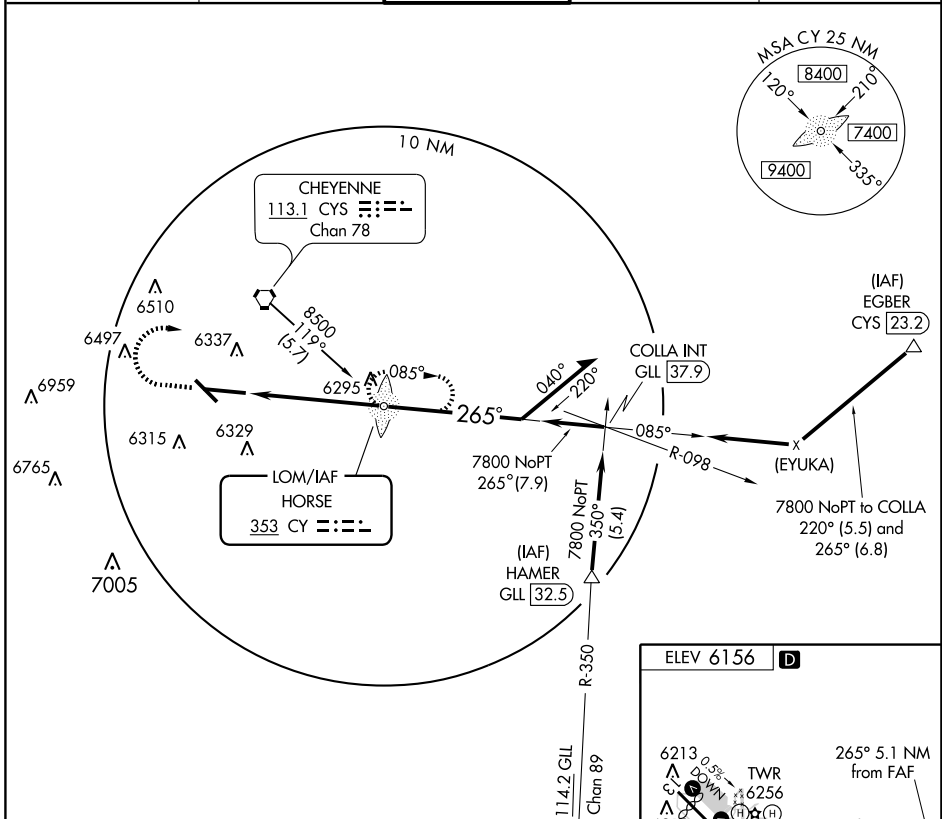 MSA CY 25 NM
120°
8400
210°
7400
9400
335°
10 NM
CHEYENNE
113.1 CYS
Chan 78
6510
6497
6337
8500
119°
(5.7)
6295
085°
6959
6315
6329
6765
7005
265°
040°
220°
COLLA INT
GLL 37.9
085°
R-098
(IAF)
EGBER
CYS 23.2
(EYUKA)
7800 NoPT
265° (7.9)
7800 NoPT to COLLA
220° (5.5) and
265° (6.8)
LOM/IAF
HORSE
353 CY
7800 NoPT
350°
(5.4)
(IAF)
HAMER
GLL 32.5
R-350
114.2 GLL
Chan 89
ELEV 6156 D
6213
0.5%
DOWN
TWR
6256
265° 5.1 NM
from FAF
13
V
H
H